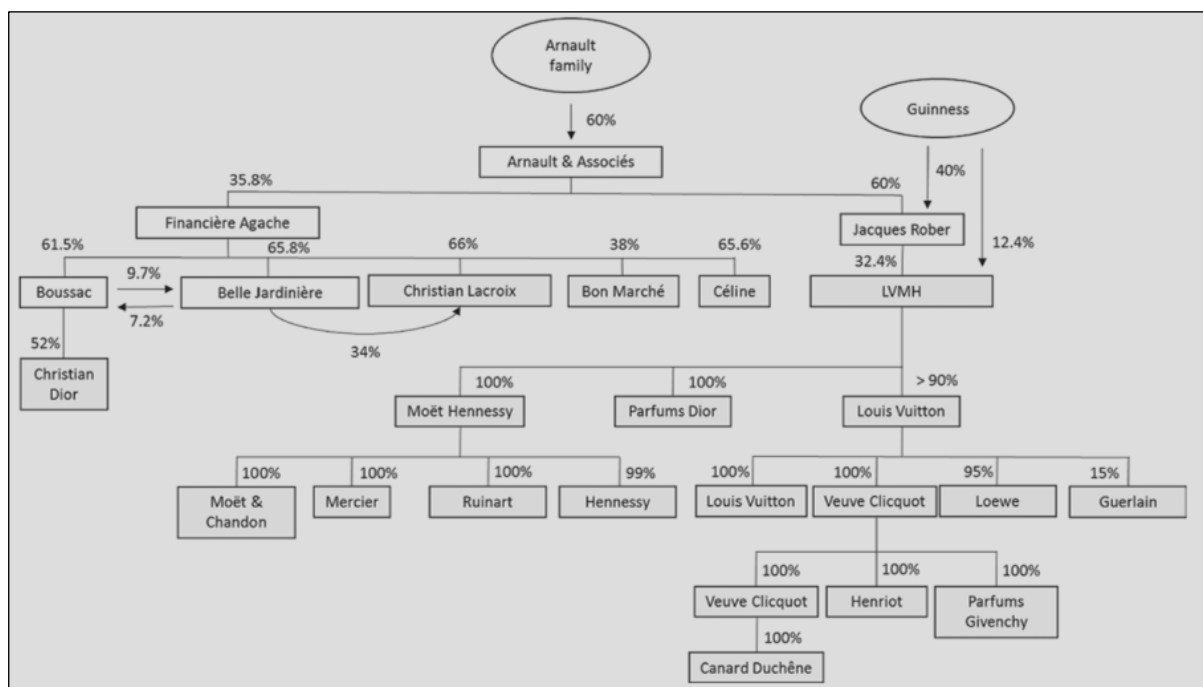 Arnault
family
Guinness
60%
Arnault & Associés
40%
35.8%
60%
Financière Agache
Jacques Rober
12.4%
61.5%
65.8%
66%
38%
65.6%
32.4%
9.7%
Boussac
Belle Jardinière
Christian Lacroix
Bon Marché
Céline
LVMH
7.2%
52%
34%
Christian
Dior
100%
100%
> 90%
Moët Hennessy
Parfums Dior
Louis Vuitton
100%
100%
100%
99%
100%
100%
95%
15%
Moët &
Chandon
Mercier
Ruinart
Hennessy
Louis Vuitton
Veuve Clicquot
Loewe
Guerlain
100%
100%
100%
Veuve Clicquot
Henriot
Parfums
Givenchy
100%
Canard Duchêne